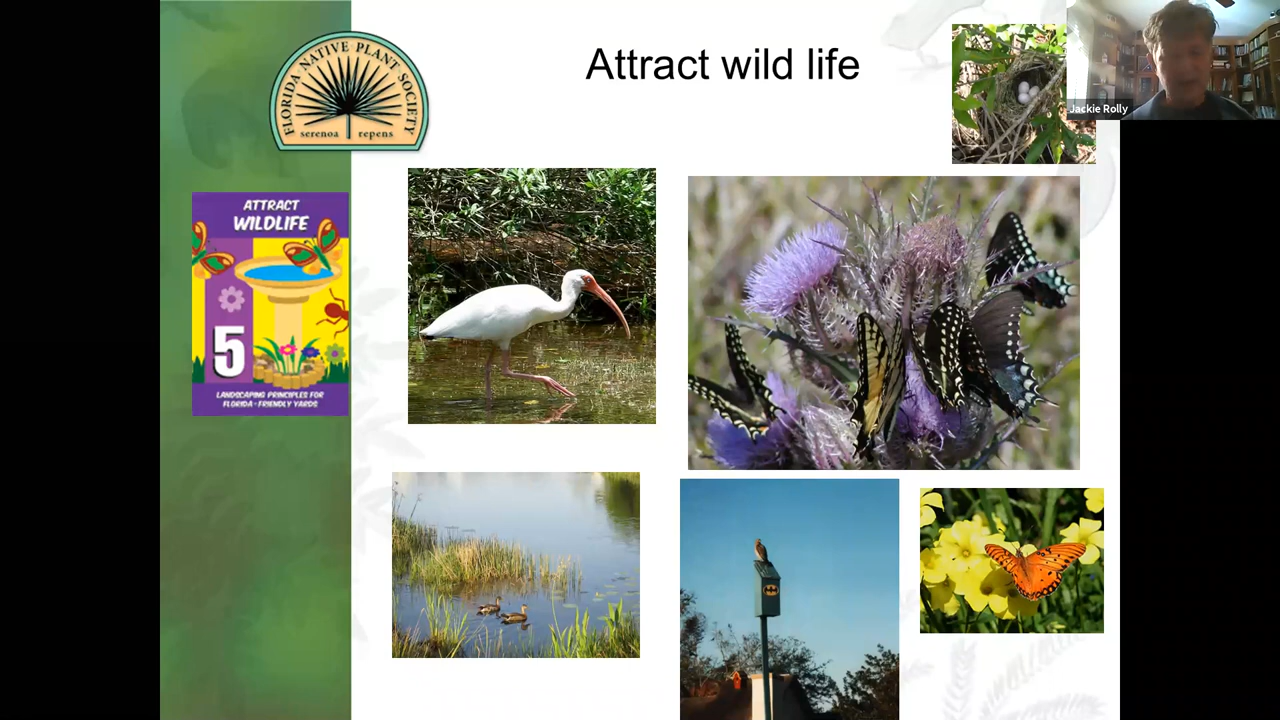 Attract wild life
FLORIDA NATIVE PLANT SOCIETY
serenoa repens
Jackie Rolly
ATTRACT
WILDLIFE
5
LANDSCAPING PRINCIPLES FOR
FLORIDA-FRIENDLY YARDS